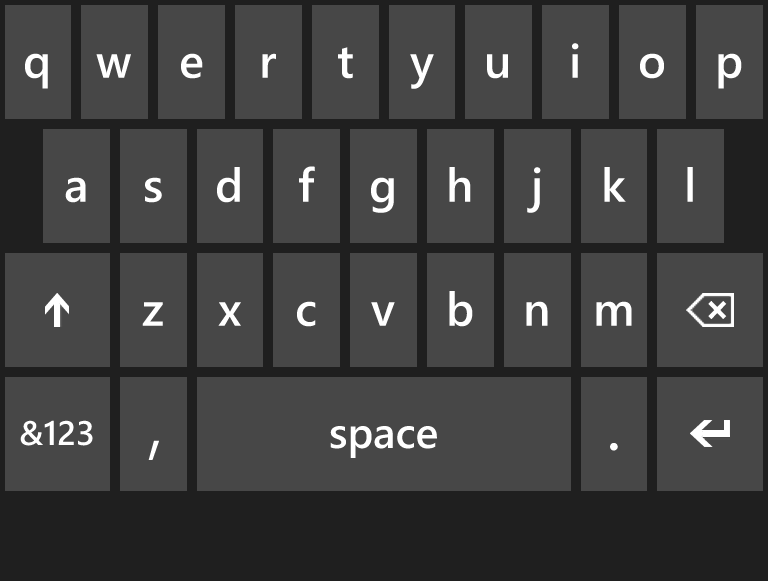 q w e r t y u i o p
a s d f g h j k l
z x c v b n m
&123 , space .